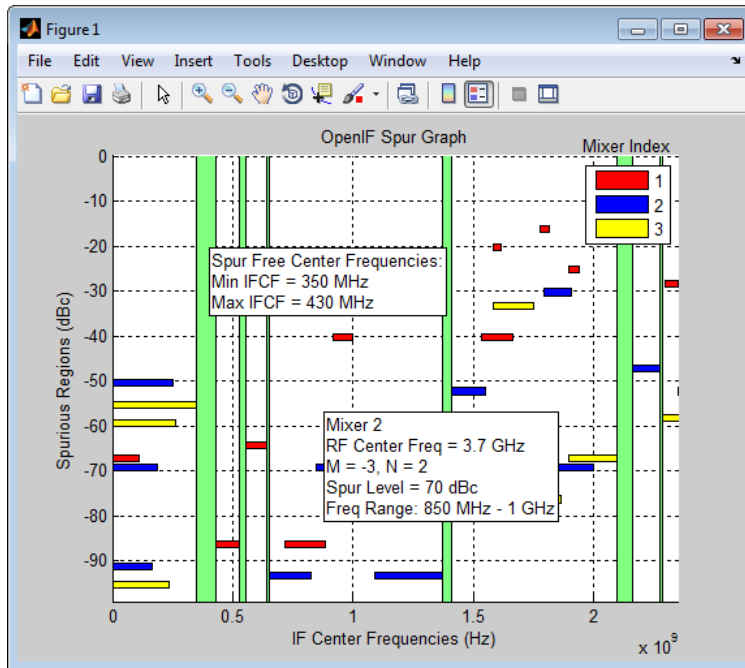 Figure 1
File Edit View Insert Tools Desktop Window Help
OpenIF Spur Graph
Mixer Index
1
2
3
0
-10
-20
-30
-40
-50
-60
-70
-80
-90
Spurious Regions (dBc)
Spur Free Center Frequencies:
Min IFCF = 350 MHz
Max IFCF = 430 MHz
Mixer 2
RF Center Freq = 3.7 GHz
M = -3, N = 2
Spur Level = 70 dBc
Freq Range: 850 MHz - 1 GHz
0 0.5 1 1.5 2
IF Center Frequencies (Hz)
x 10^9